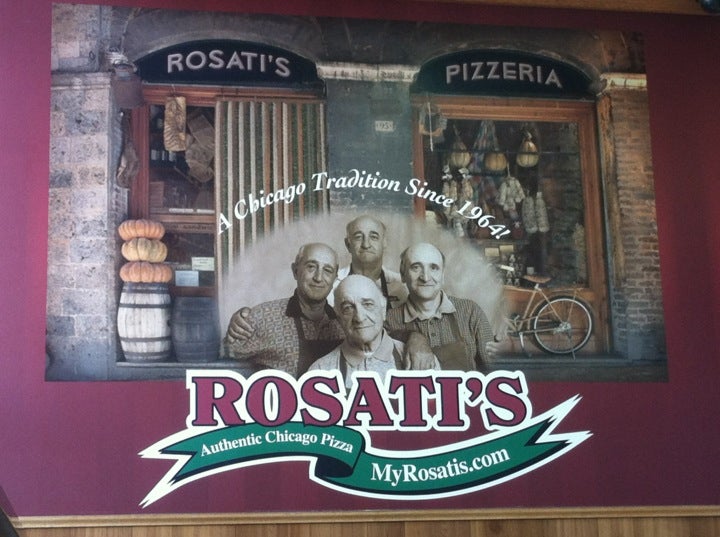 ROSATI'S
PIZZERIA
A Chicago Tradition Since 1964!
ROSATI'S
Authentic Chicago Pizza
MyRosatis.com